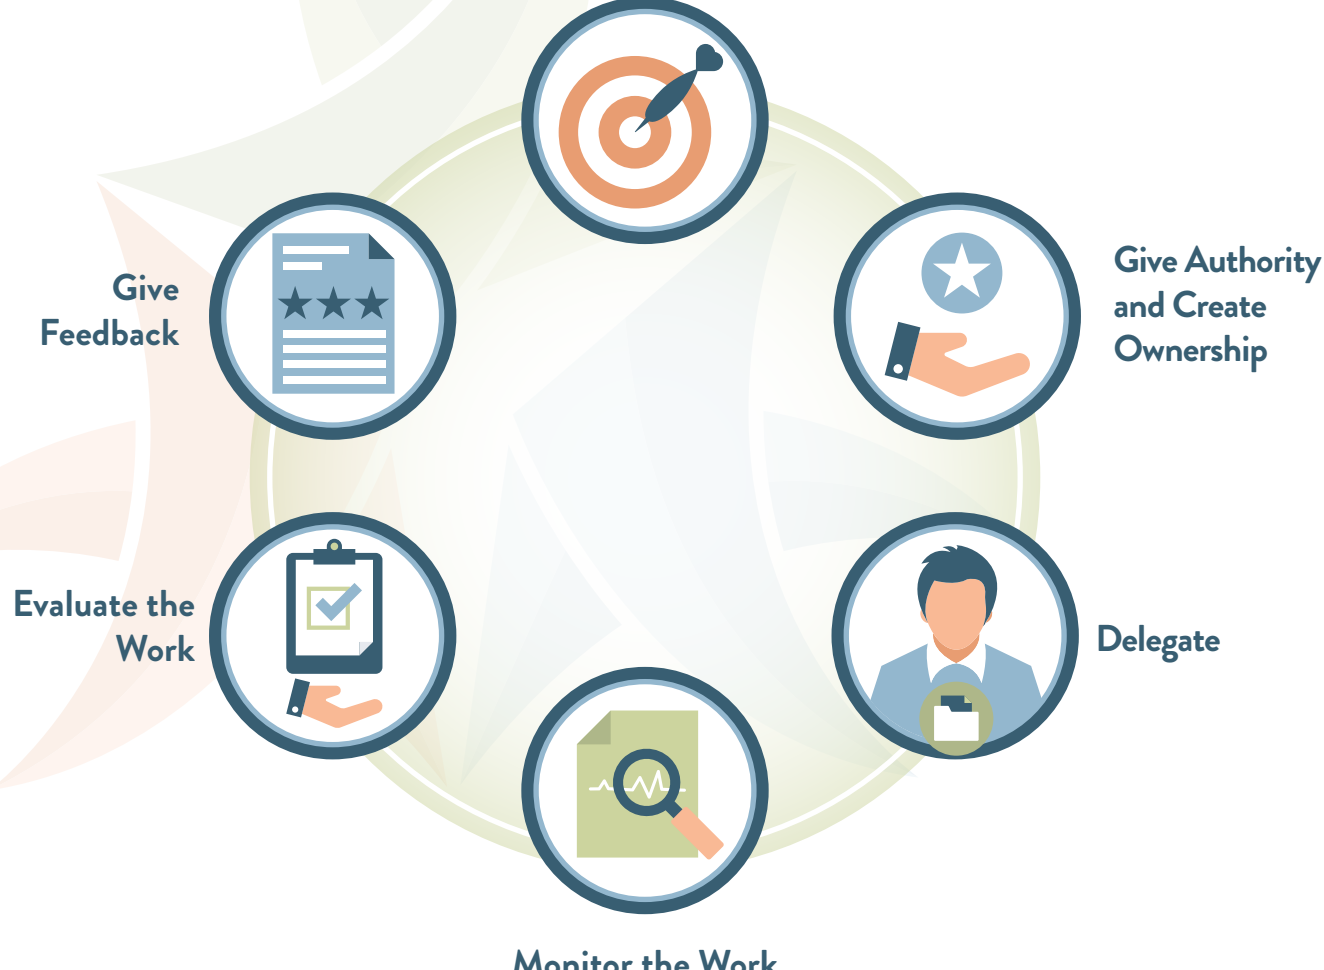 Give Authority
and Create
Ownership
Delegate
Monitor the Work
Evaluate the
Work
Give
Feedback